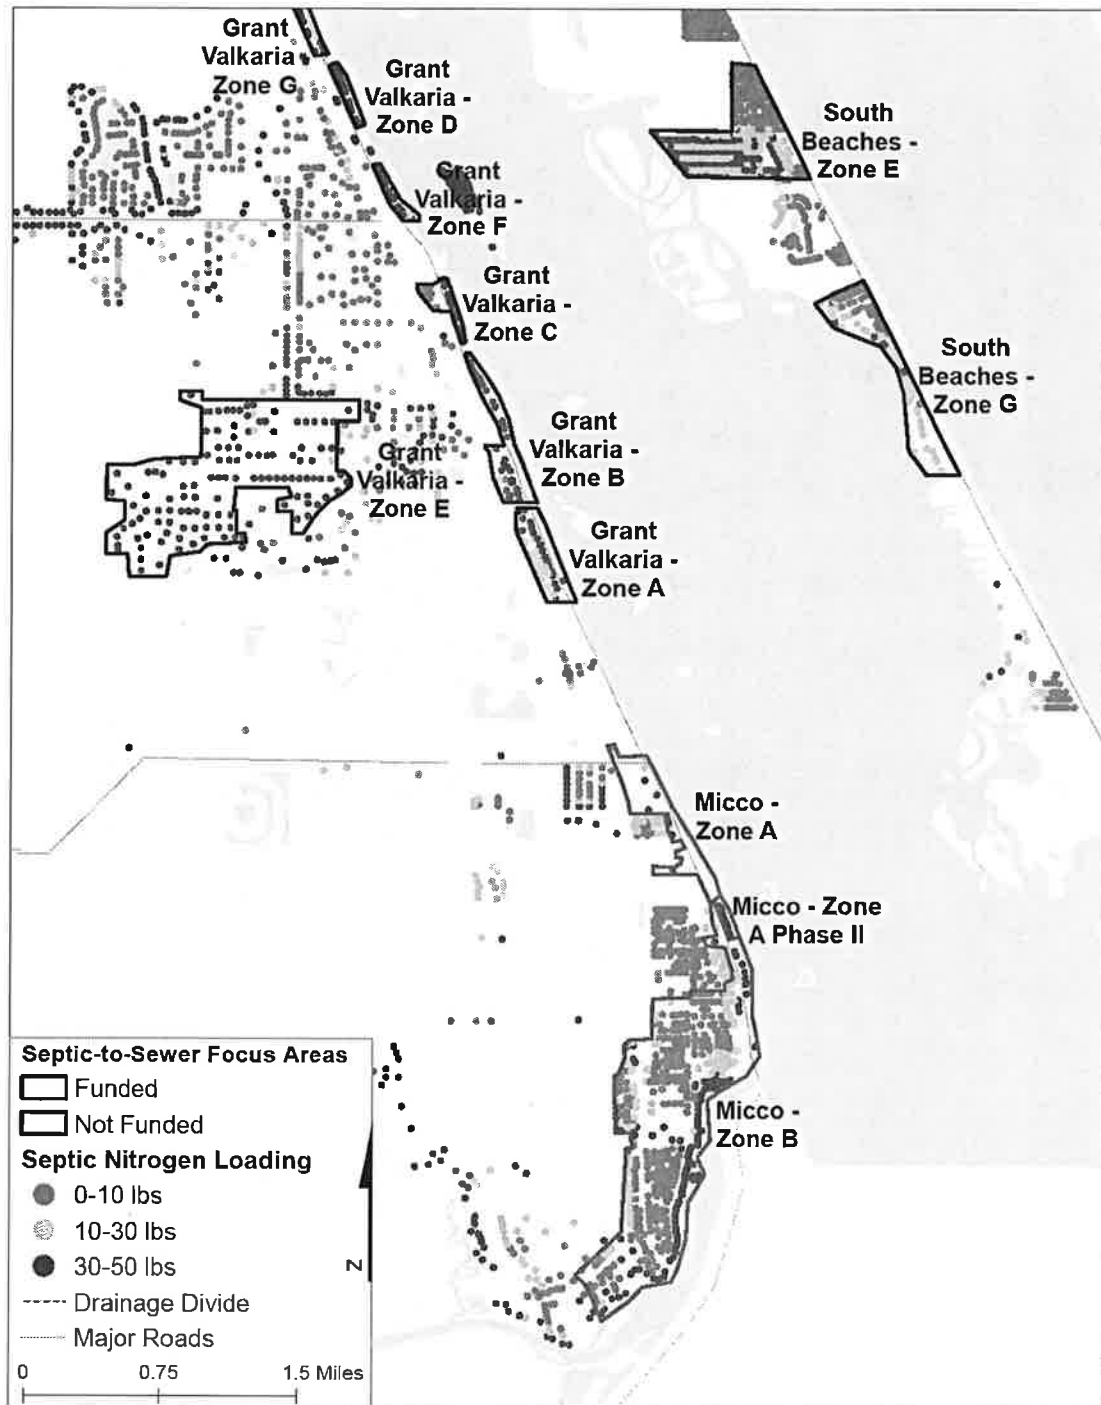 Grant
Valkaria -
Zone G
Grant
Valkaria -
Zone D
South
Beaches -
Zone E
Grant
Valkaria -
Zone F
Grant
Valkaria -
Zone C
South
Beaches -
Zone G
Grant
Valkaria -
Zone B
Grant
Valkaria -
Zone E
Grant
Valkaria -
Zone A
Micco -
Zone A
Micco - Zone
A Phase II
Micco -
Zone B
Septic-to-Sewer Focus Areas
Funded
Not Funded
Septic Nitrogen Loading
0-10 lbs
10-30 lbs
30-50 lbs
Drainage Divide
Major Roads
N
0 0.75 1.5 Miles